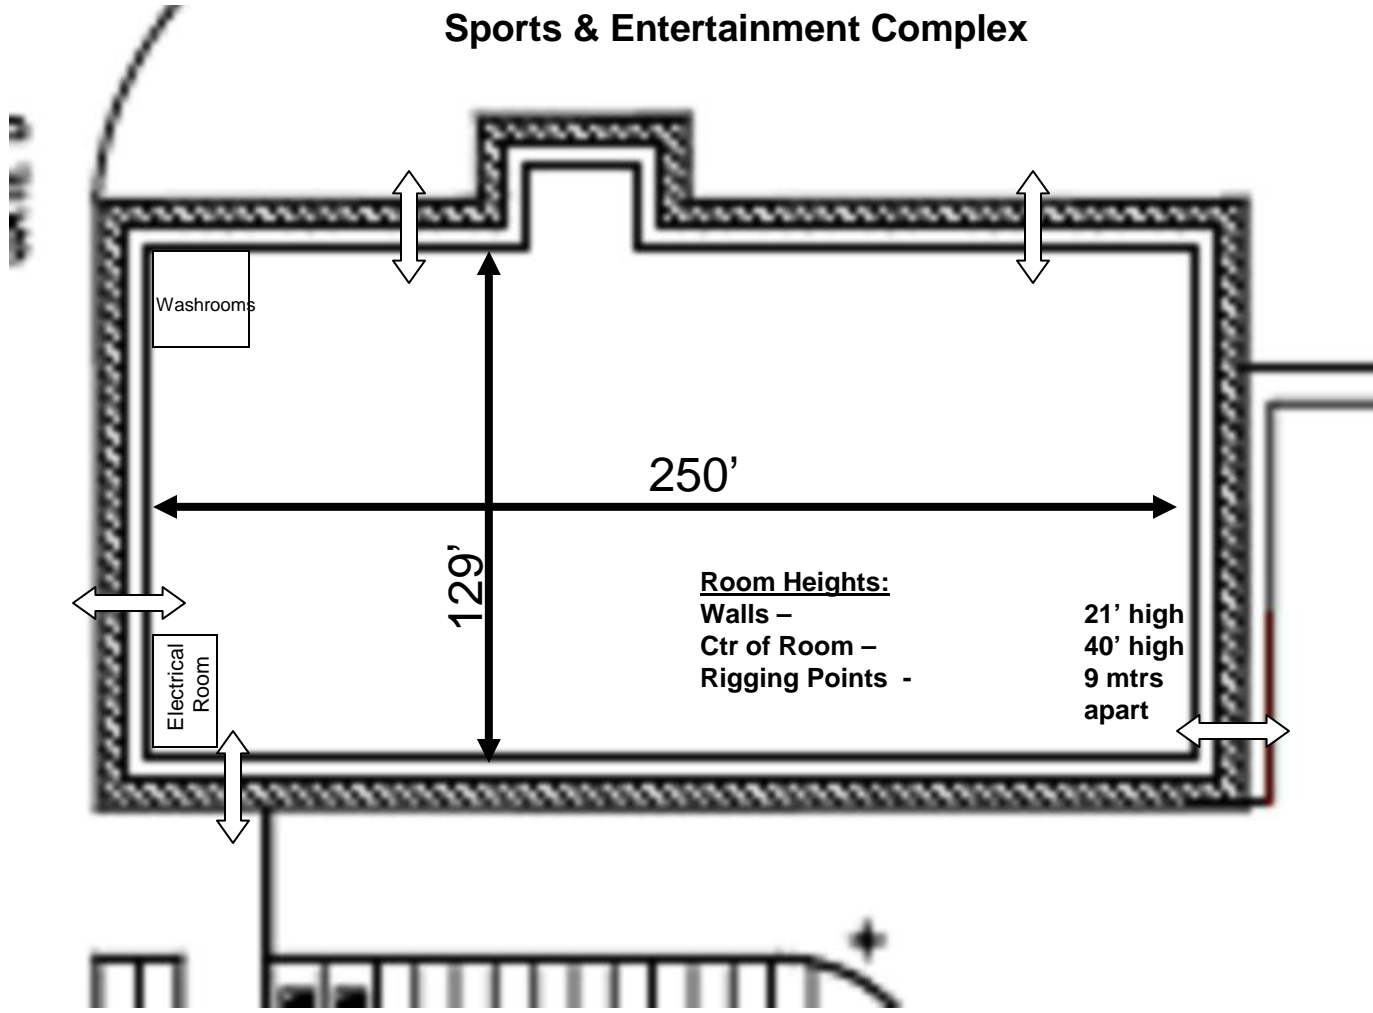 Sports & Entertainment Complex
Washrooms
250’
129’
Room Heights:
Walls – 21’ high
Ctr of Room – 40’ high
Rigging Points - 9 mtrs
apart
Electrical
Room